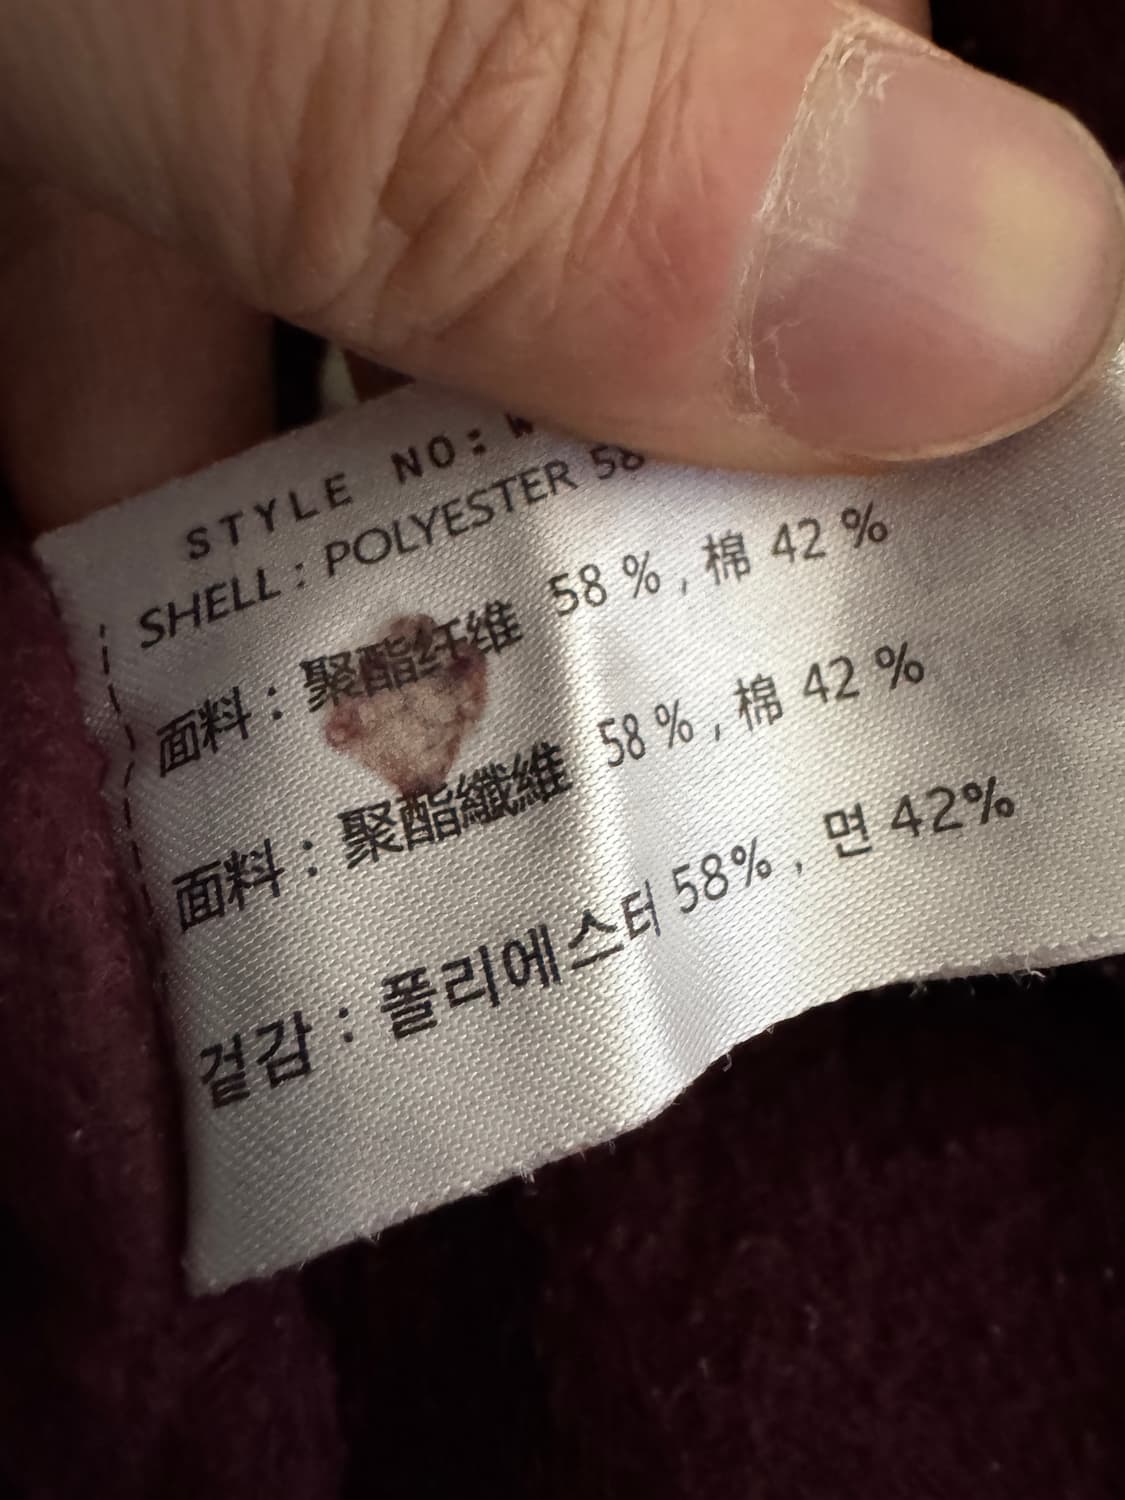 STYLE NO: W
SHELL : POLYESTER 58
面料 : 聚酯纤维 58 % , 棉 42 %
面料 : 聚酯纖維 58 % , 棉 42 %
겉감 : 폴리에스터 58% , 면 42%